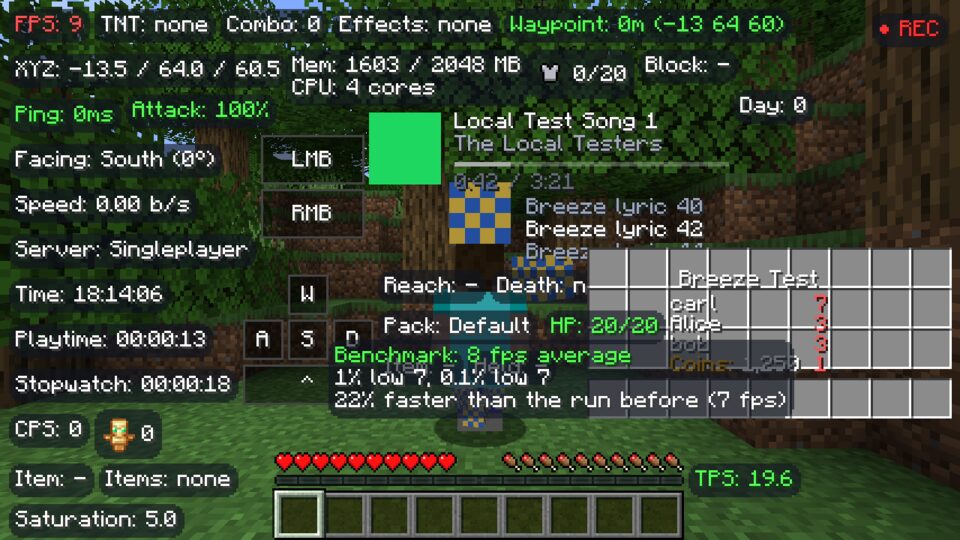 FPS: 9 TNT: none Combo: 0 Effects: none Waypoint: 0m (-13 64 60)
REC
XYZ: -13.5 / 64.0 / 60.5
Mem: 1603 / 2048 MB
CPU: 4 cores
0/20
Block: -
Day: 0
Ping: 0ms
Attack: 100%
Local Test Song 1
The Local Testers
0:42 / 3:21
Facing: South (0°)
LMB
Speed: 0.00 b/s
RMB
Breeze lyric 40
Breeze lyric 42
Breeze
Server: Singleplayer
Breeze Test
Reach: - Death: n
Time: 18:14:06
W
carl 7
Alice 3
bob 3
Coins: 1,250 1
Pack: Default HP: 20/20
Playtime: 00:00:13
A S D
Benchmark: 8 fps average
1% low 7, 0.1% low 7
22% faster than the run before (7 fps)
Stopwatch: 00:00:18
^
CPS: 0
0
Item: - Items: none
TPS: 19.6
Saturation: 5.0